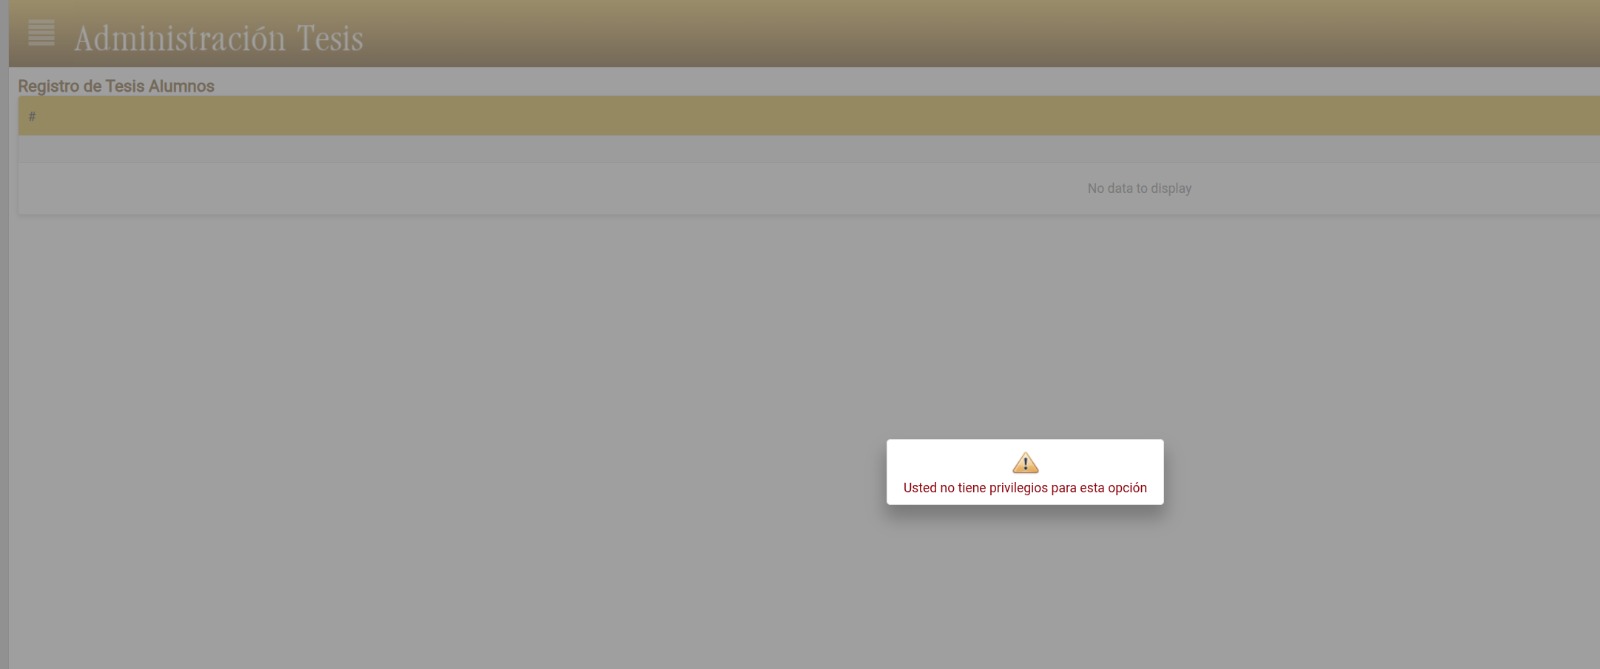 Administración Tesis
Registro de Tesis Alumnos
#
No data to display
Usted no tiene privilegios para esta opción